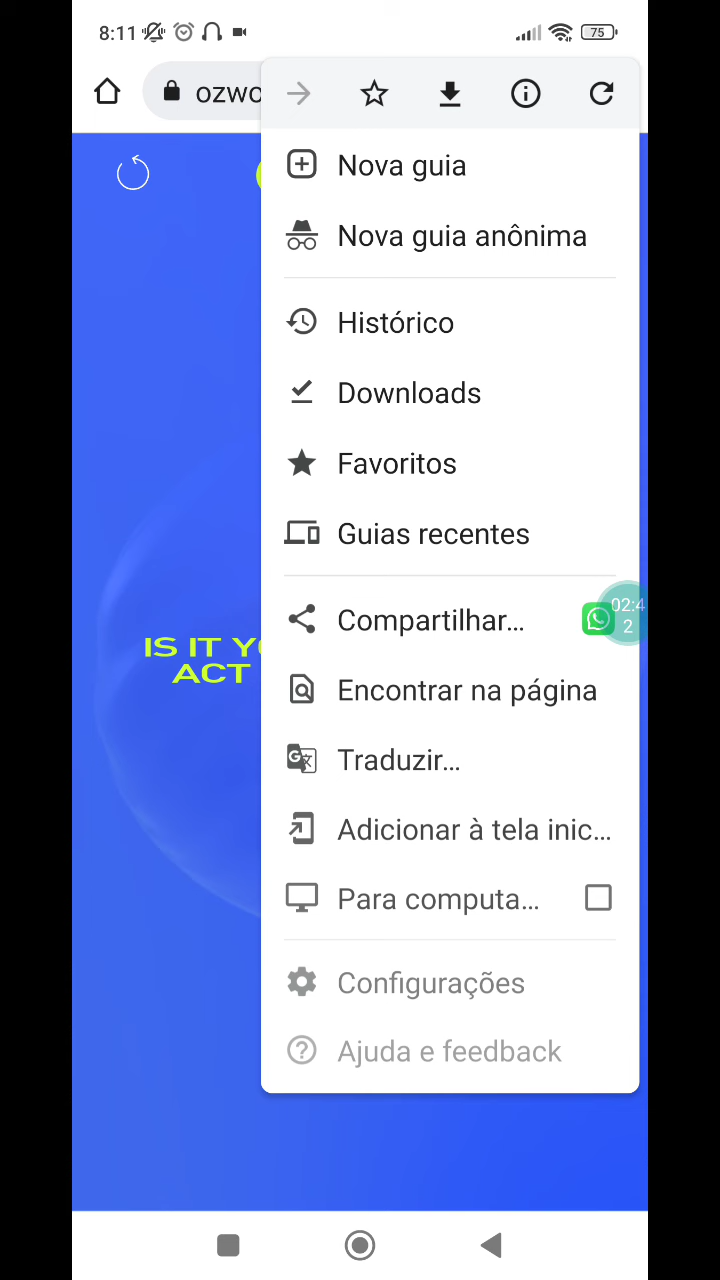 8:11
75
ozwo
Nova guia
Nova guia anônima
Histórico
Downloads
Favoritos
Guias recentes
IS IT
ACT
Compartilhar...
02:4
2
Encontrar na página
Traduzir...
Adicionar à tela inic...
Para computa...
Configurações
Ajuda e feedback